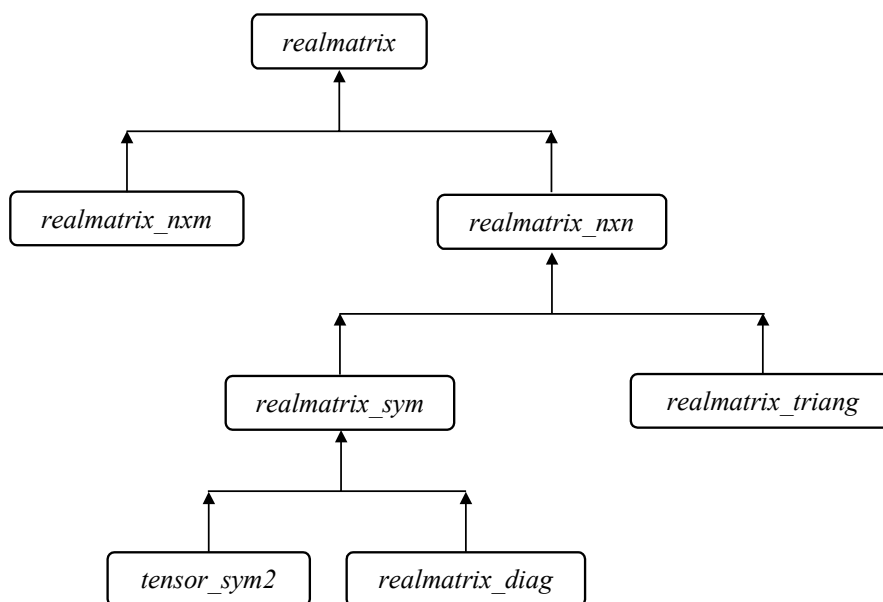 realmatrix
realmatrix_nxm
realmatrix_nxn
realmatrix_sym
realmatrix_triang
tensor_sym2
realmatrix_diag